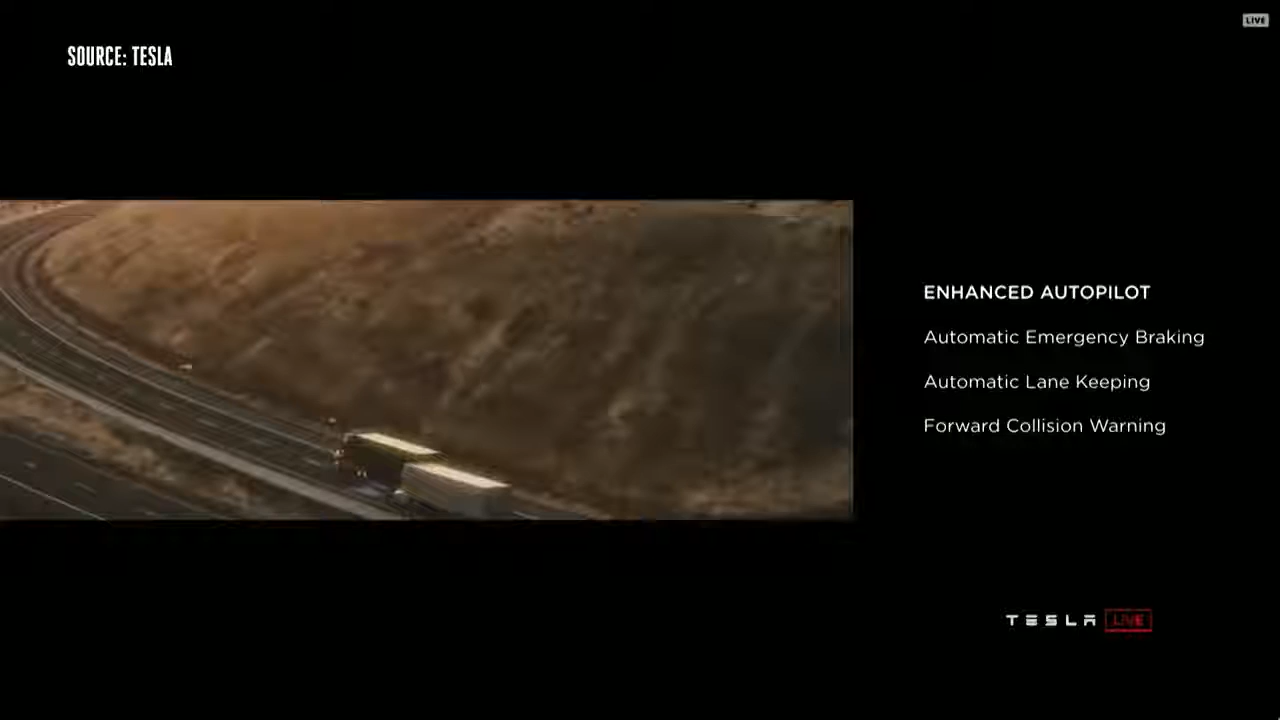 LIVE
SOURCE: TESLA
ENHANCED AUTOPILOT
Automatic Emergency Braking
Automatic Lane Keeping
Forward Collision Warning
TESLA LIVE